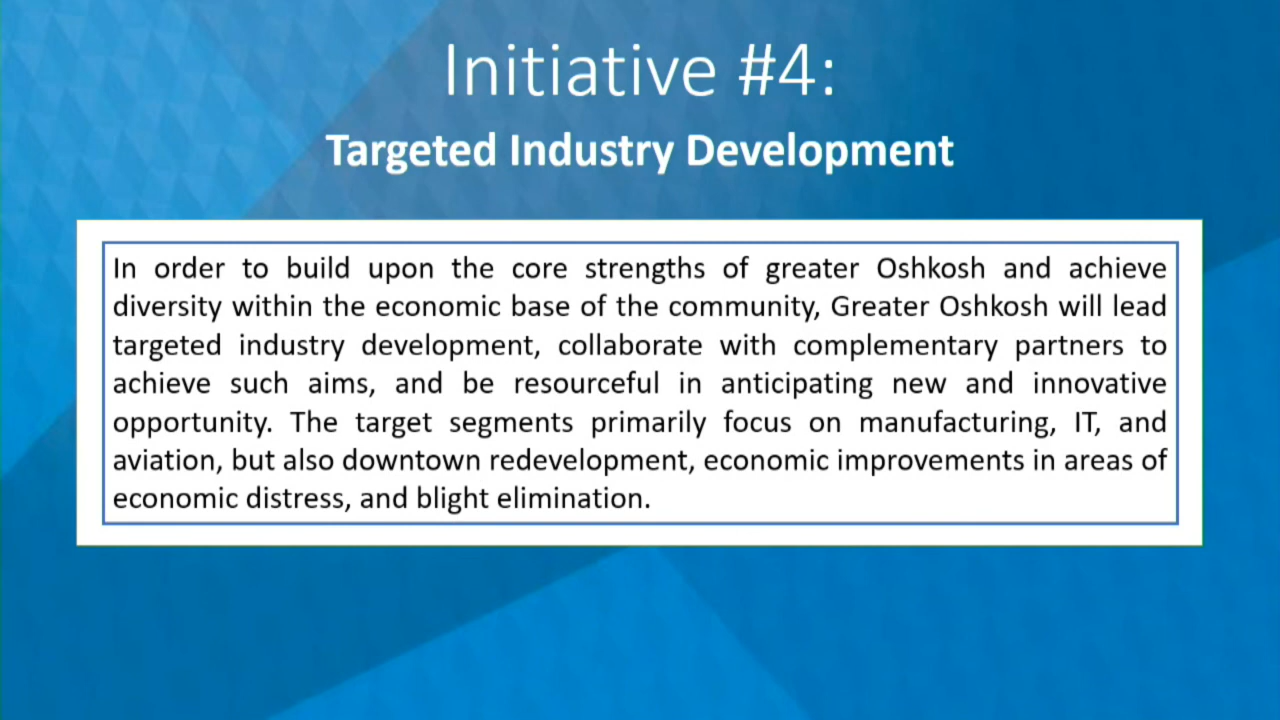 Initiative #4:
Targeted Industry Development
In order to build upon the core strengths of greater Oshkosh and achieve
diversity within the economic base of the community, Greater Oshkosh will lead
targeted industry development, collaborate with complementary partners to
achieve such aims, and be resourceful in anticipating new and innovative
opportunity. The target segments primarily focus on manufacturing, IT, and
aviation, but also downtown redevelopment, economic improvements in areas of
economic distress, and blight elimination.